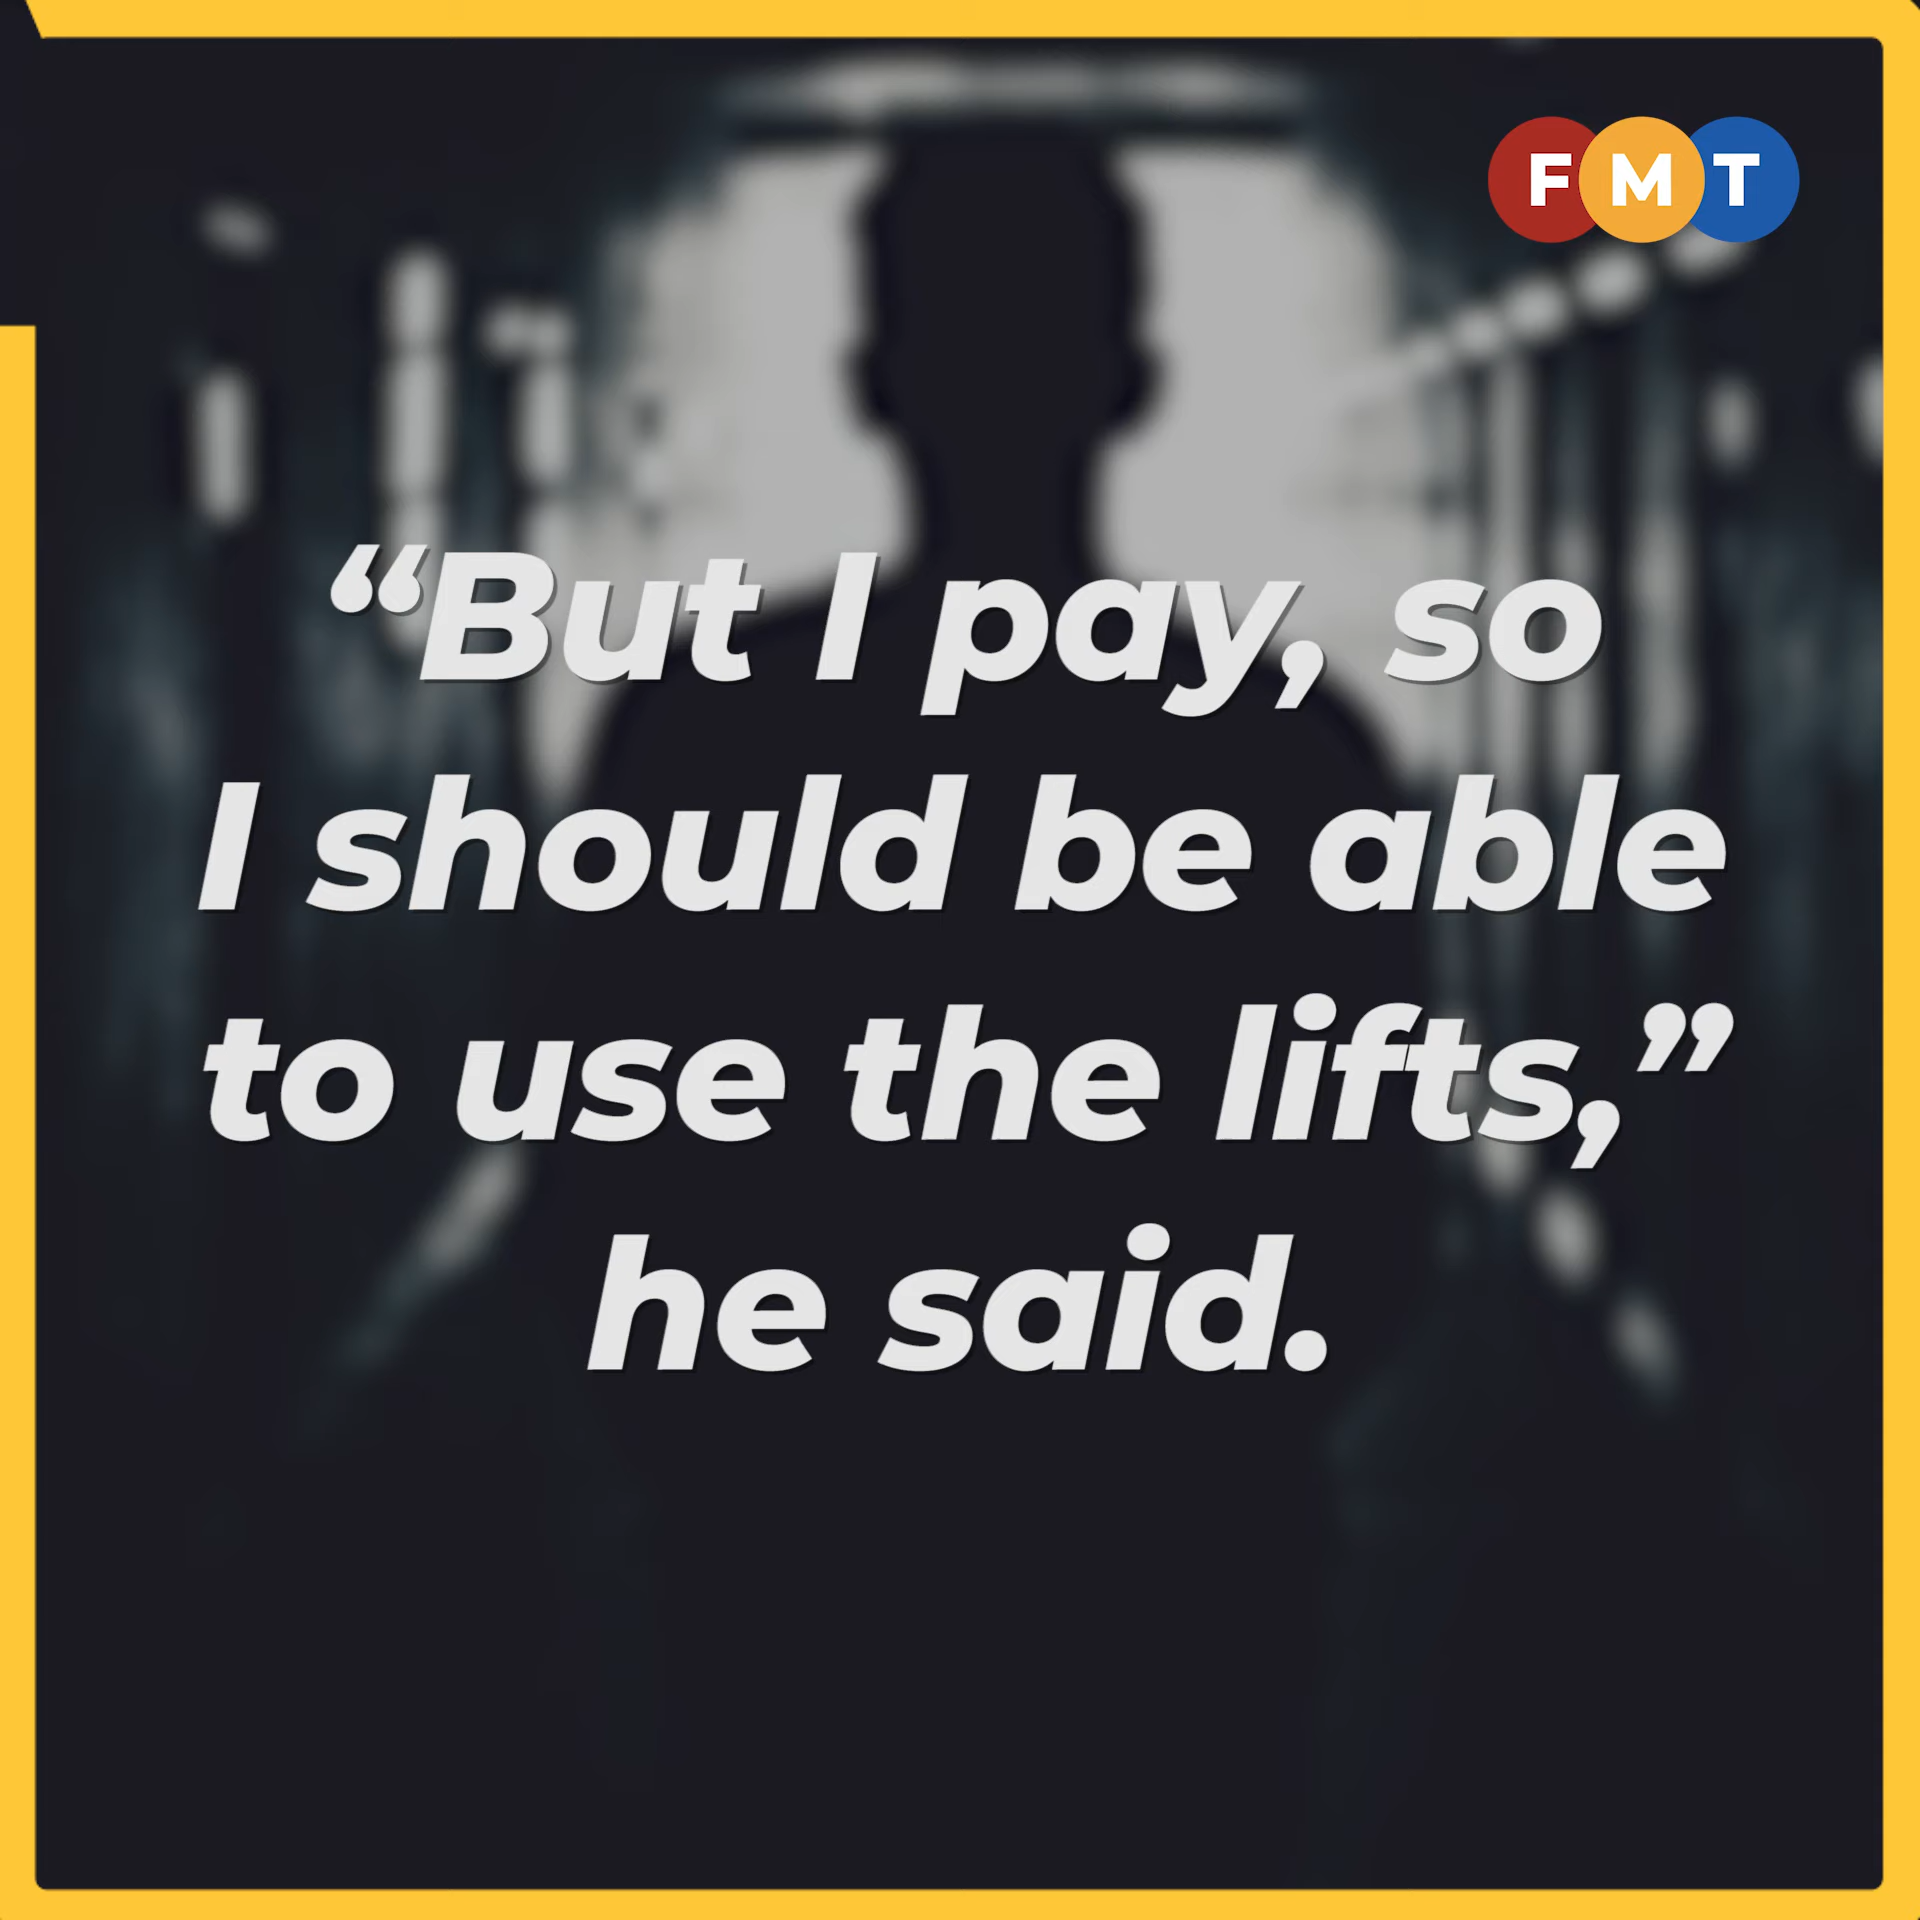 FMT
“But I pay, so
I should be able
to use the lifts,”
he said.